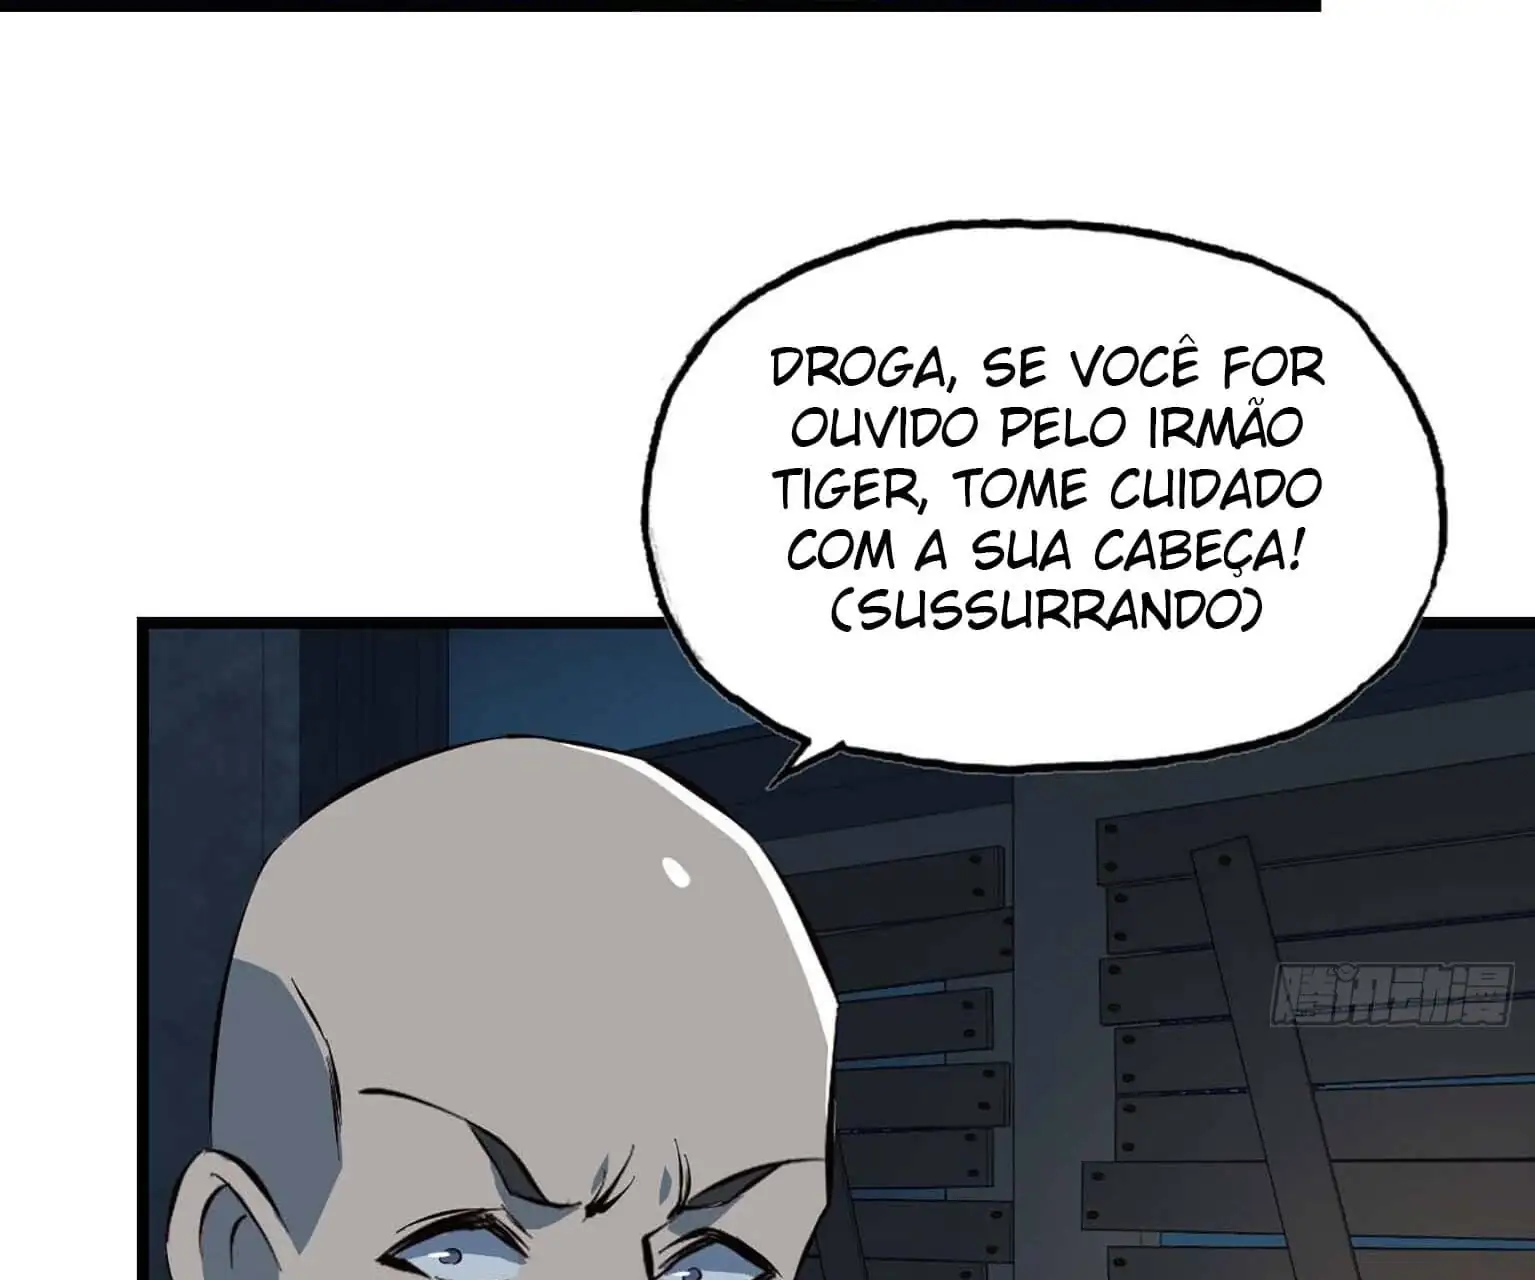 DROGA, SE VOCÊ FOR
OUVIDO PELO IRMÃO
TIGER, TOME CUIDADO
COM A SUA CABEÇA!
(SUSSURRANDO)
腾讯动漫